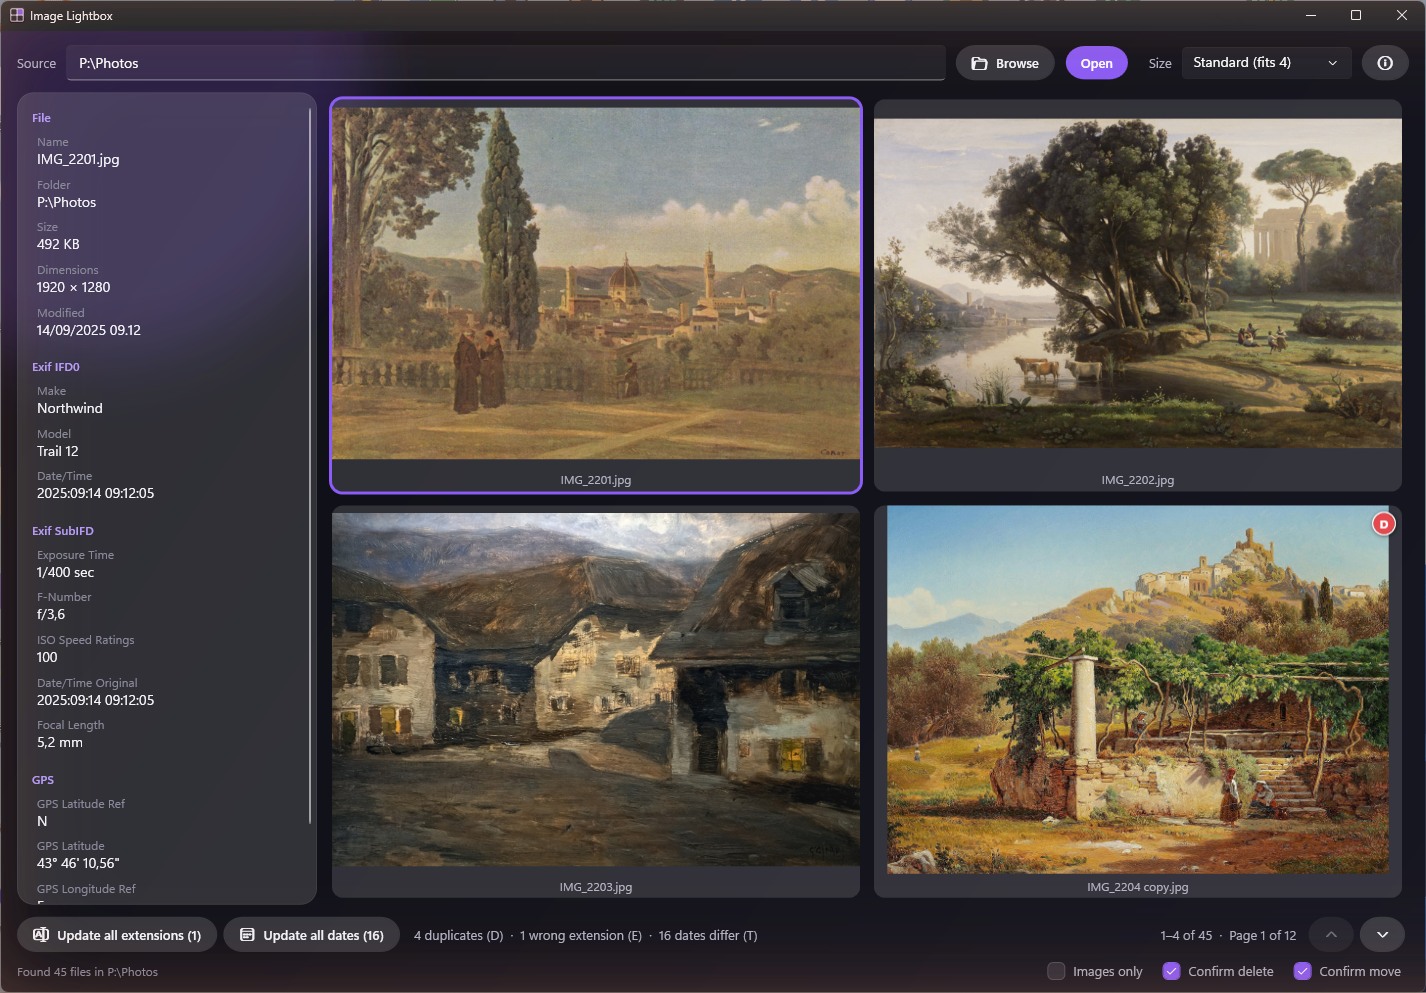 Image Lightbox
Source
P:\Photos
Browse
Open
Size
Standard (fits 4)
File
Name
IMG_2201.jpg
Folder
P:\Photos
Size
492 KB
Dimensions
1920 × 1280
Modified
14/09/2025 09.12
Exif IFD0
Make
Northwind
Model
Trail 12
Date/Time
2025:09:14 09:12:05
Exif SubIFD
Exposure Time
1/400 sec
F-Number
f/3,6
ISO Speed Ratings
100
Date/Time Original
2025:09:14 09:12:05
Focal Length
5,2 mm
GPS
GPS Latitude Ref
N
GPS Latitude
43° 46' 10,56"
GPS Longitude Ref
IMG_2201.jpg
IMG_2202.jpg
D
IMG_2203.jpg
IMG_2204 copy.jpg
Update all extensions (1)
Update all dates (16)
4 duplicates (D) · 1 wrong extension (E) · 16 dates differ (T)
1–4 of 45 · Page 1 of 12
Found 45 files in P:\Photos
Images only
Confirm delete
Confirm move